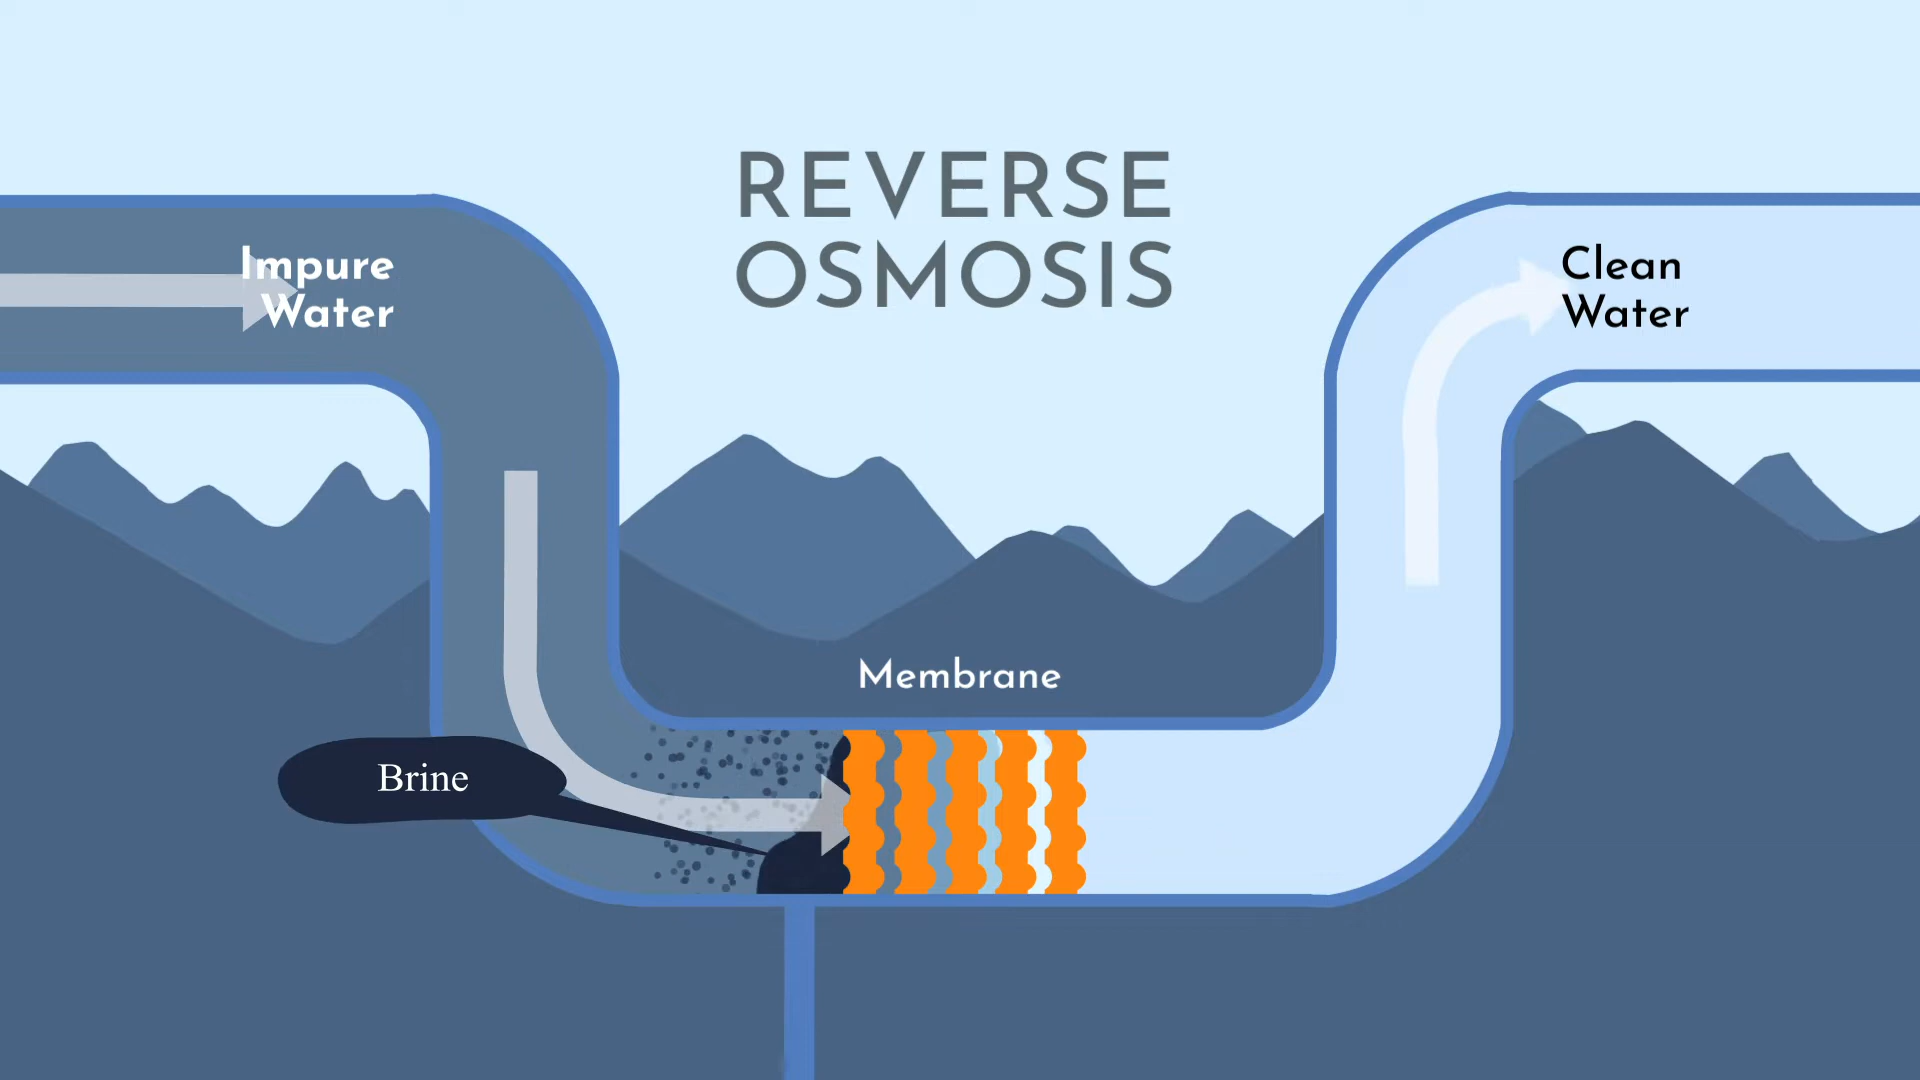 REVERSE
OSMOSIS
Impure
Water
Clean
Water
Membrane
Brine